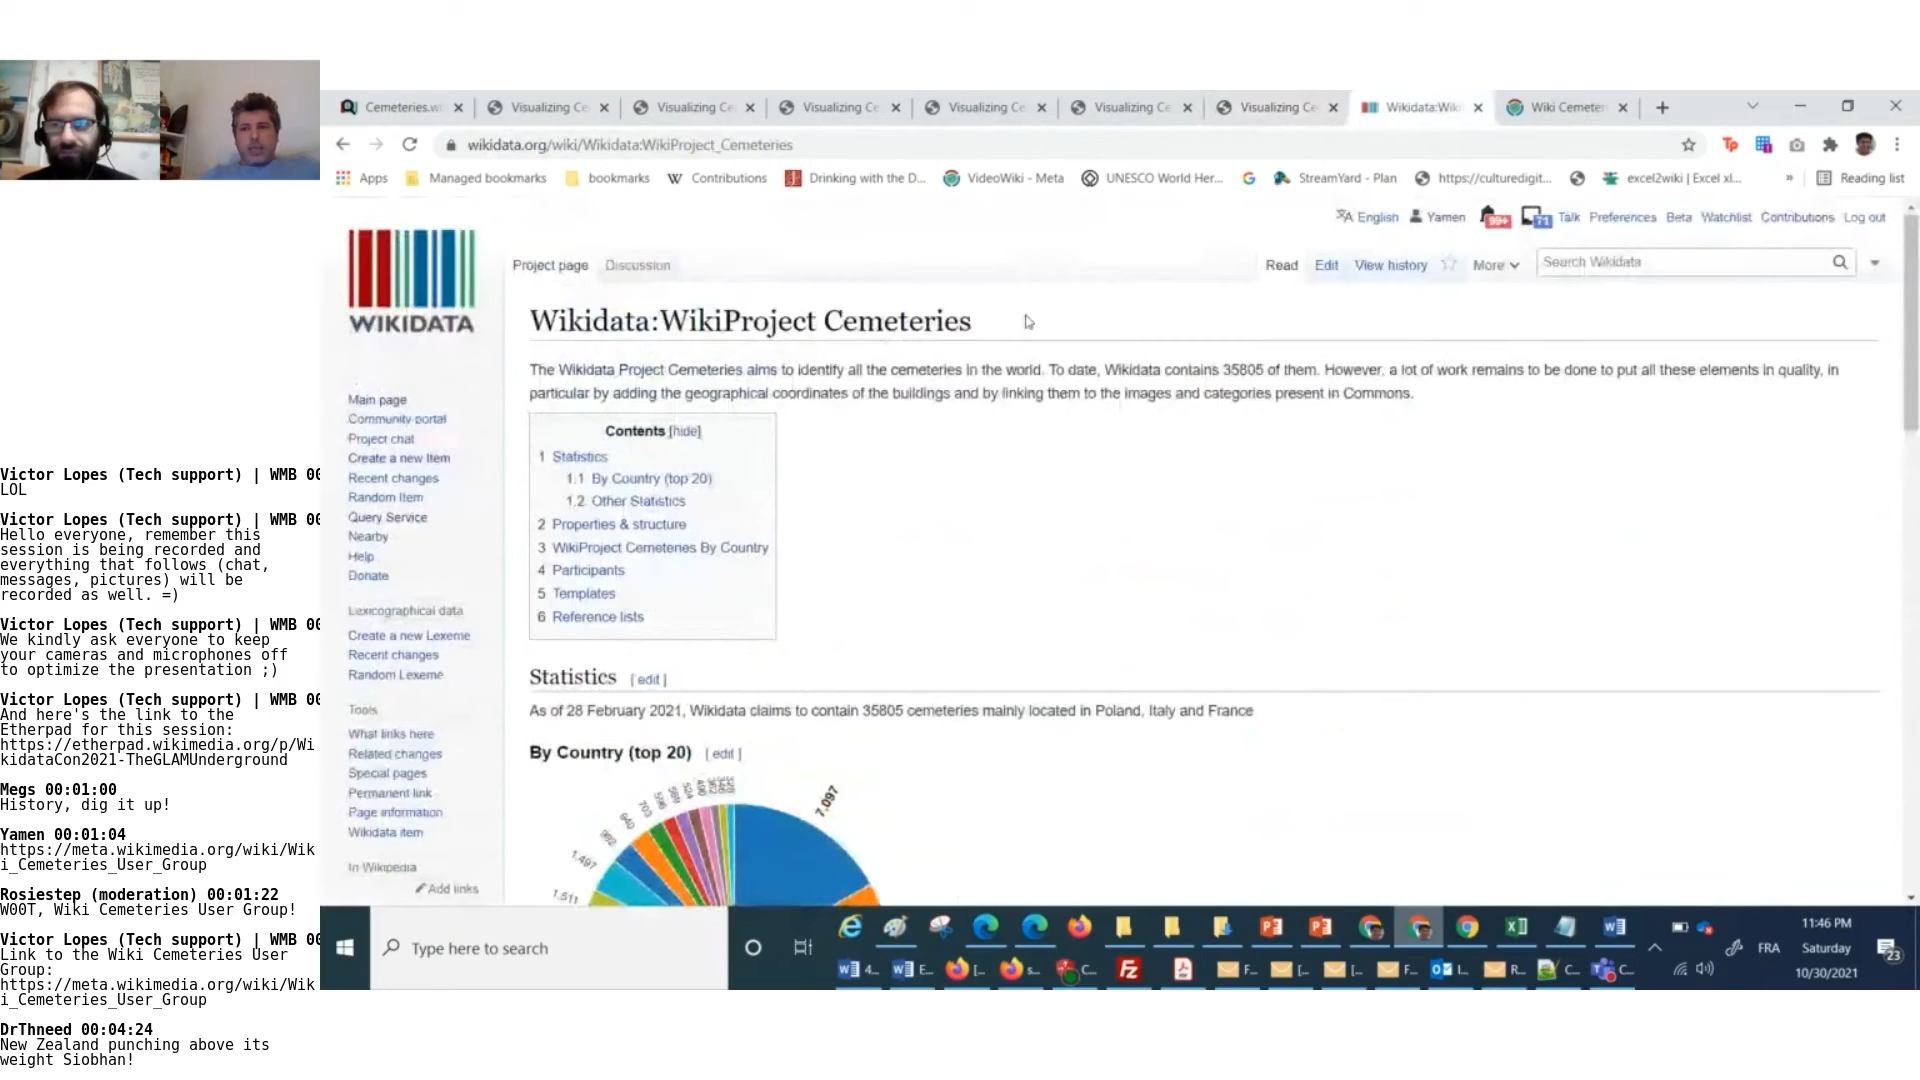 Cemeteries.wi
Visualizing Ce
Visualizing Ce
Visualizing Ce
Visualizing Ce
Visualizing Ce
Visualizing Ce
Wikidata:Wiki
Wiki Cemeter
wikidata.org/wiki/Wikidata:WikiProject_Cemeteries
Apps
Managed bookmarks
bookmarks
Contributions
Drinking with the D...
VideoWiki - Meta
UNESCO World Her...
StreamYard - Plan
https://culturedigit...
excel2wiki | Excel xl...
»
Reading list
English Yamen 99+ 71 Talk Preferences Beta Watchlist Contributions Log out
WIKIDATA
Project page Discussion
Read Edit View history More Search Wikidata
Wikidata:WikiProject Cemeteries
The Wikidata Project Cemeteries aims to identify all the cemeteries in the world. To date, Wikidata contains 35805 of them. However, a lot of work remains to be done to put all these elements in quality, in
particular by adding the geographical coordinates of the buildings and by linking them to the images and categories present in Commons.
Contents [hide]
1 Statistics
1.1 By Country (top 20)
1.2 Other Statistics
2 Properties & structure
3 WikiProject Cemeteries By Country
4 Participants
5 Templates
6 Reference lists
Statistics [ edit ]
As of 28 February 2021, Wikidata claims to contain 35805 cemeteries mainly located in Poland, Italy and France
By Country (top 20) [ edit ]
7,097
703
940
992
1,497
1,511
Main page
Community portal
Project chat
Create a new Item
Recent changes
Random Item
Query Service
Nearby
Help
Donate
Lexicographical data
Create a new Lexeme
Recent changes
Random Lexeme
Tools
What links here
Related changes
Special pages
Permanent link
Page information
Wikidata item
In Wikipedia
Add links
Victor Lopes (Tech support) | WMB 00
LOL
Victor Lopes (Tech support) | WMB 00
Hello everyone, remember this
session is being recorded and
everything that follows (chat,
messages, pictures) will be
recorded as well. =)
Victor Lopes (Tech support) | WMB 00
We kindly ask everyone to keep
your cameras and microphones off
to optimize the presentation ;)
Victor Lopes (Tech support) | WMB 00
And here's the link to the
Etherpad for this session:
https://etherpad.wikimedia.org/p/Wi
kidataCon2021-TheGLAMUnderground
Megs 00:01:00
History, dig it up!
Yamen 00:01:04
https://meta.wikimedia.org/wiki/Wik
i_Cemeteries_User_Group
Rosiestep (moderation) 00:01:22
W00T, Wiki Cemeteries User Group!
Victor Lopes (Tech support) | WMB 00
Link to the Wiki Cemeteries User
Group:
https://meta.wikimedia.org/wiki/Wik
i_Cemeteries_User_Group
DrThneed 00:04:24
New Zealand punching above its
weight Siobhan!
Type here to search
4...
E...
[...
s...
C...
F...
[...
[...
F...
I...
R...
C...
C...
FRA
11:46 PM
Saturday
10/30/2021
23